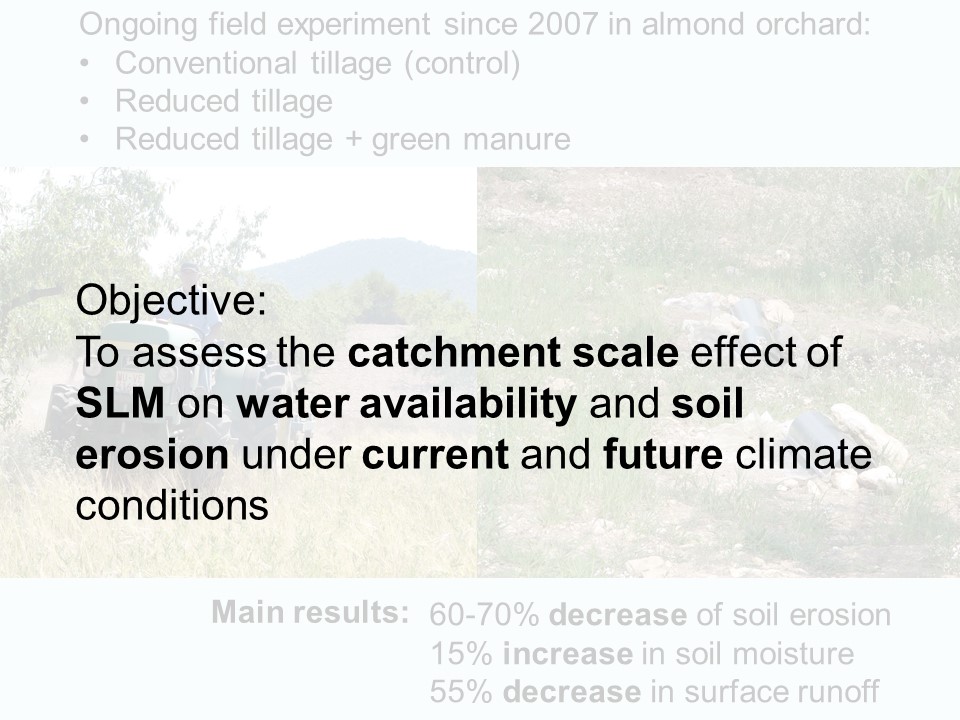 Ongoing field experiment since 2007 in almond orchard:
• Conventional tillage (control)
• Reduced tillage
• Reduced tillage + green manure
Objective:
To assess the catchment scale effect of
SLM on water availability and soil
erosion under current and future climate
conditions
Main results: 60-70% decrease of soil erosion
15% increase in soil moisture
55% decrease in surface runoff